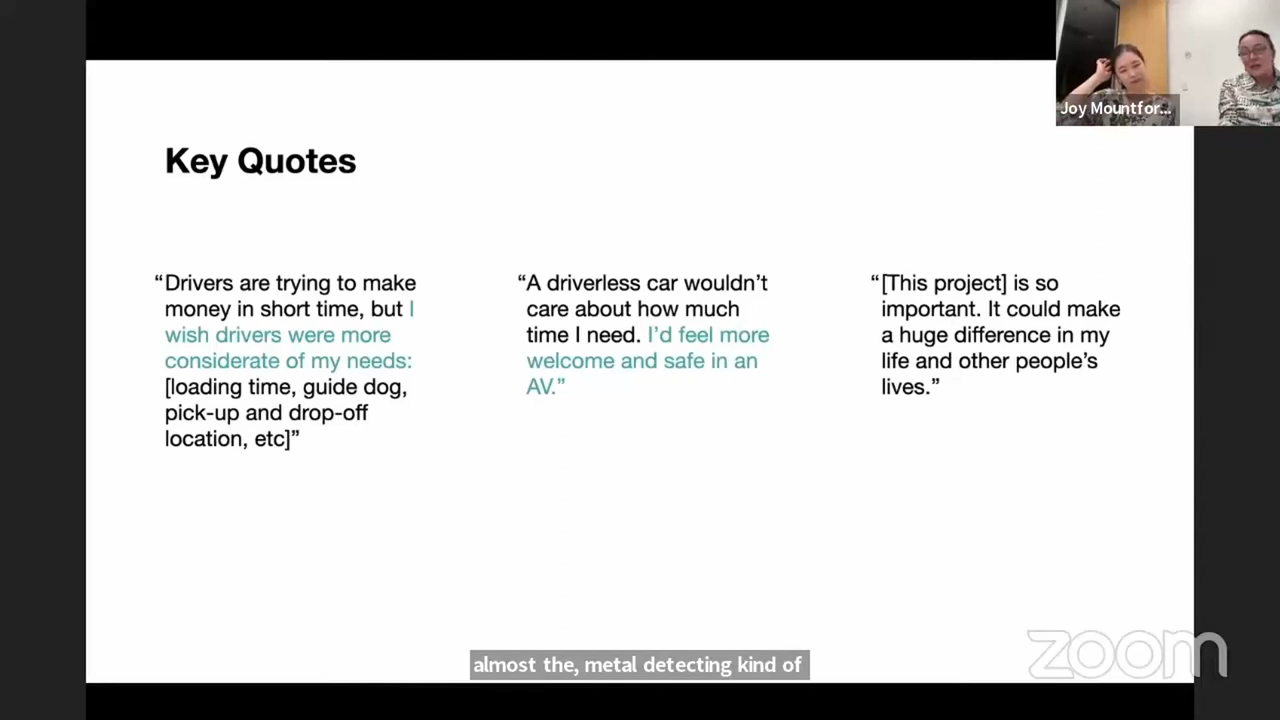 Joy Mountfor...
Key Quotes
“Drivers are trying to make
money in short time, but I
wish drivers were more
considerate of my needs:
[loading time, guide dog,
pick-up and drop-off
location, etc]”
“A driverless car wouldn’t
care about how much
time I need. I’d feel more
welcome and safe in an
AV.”
“[This project] is so
important. It could make
a huge difference in my
life and other people’s
lives.”
almost the, metal detecting kind of
zoom